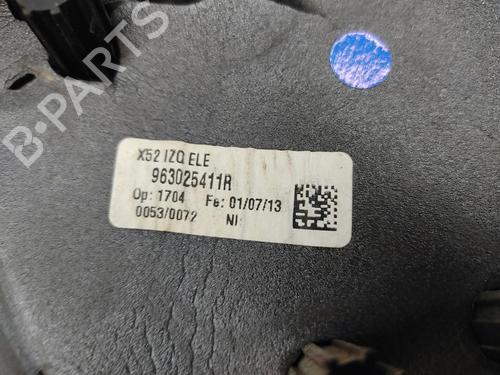 B-PARTS
X52 IZQ ELE
963025411R
Op: 1704 Fe: 01/07/13
0053/0072 NI: